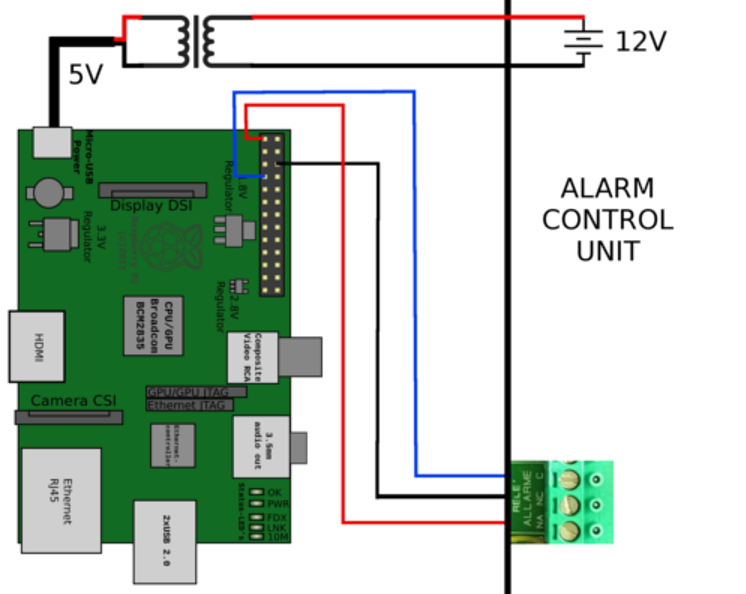 12V
5V
Micro-USB
Power
Display DSI
Regulator
3.3V
Regulator
Regulator
2.8V
ALARM
CONTROL
UNIT
HDMI
CPU/GPU
Broadcom
BCM2835
Composite
Video RCA
Camera CSI
GPU/GPU JTAG
Ethernet JTAG
Ethernet-
controller
3.5mm
audio out
Ethernet
RJ45
2xUSB 2.0
Status-LED's
OK
PWR
FDX
LNK
10M
RELE'
ALLARME
NA NC C